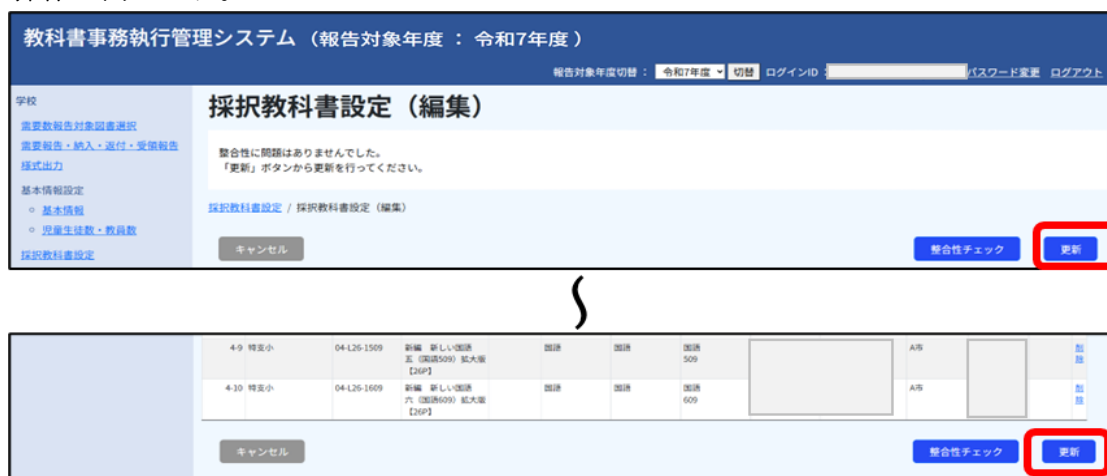 教科書事務執行管理システム（報告対象年度 ： 令和7年度）
報告対象年度切替： 令和7年度 切替 ログインID： パスワード変更 ログアウト
学校
需要数報告対象図書選択
需要報告・納入・返付・受領報告
様式出力
基本情報設定
基本情報
児童生徒数・教員数
採択教科書設定
採択教科書設定（編集）
整合性に問題はありませんでした。
「更新」ボタンから更新を行ってください。
採択教科書設定 / 採択教科書設定（編集）
キャンセル 整合性チェック 更新
4-9 特支小 04-L26-1509 新編 新しい国語 国語 国語 国語 A市 削
五（国語509）拡大版 509 除
【26P】
4-10 特支小 04-L26-1609 新編 新しい国語 国語 国語 国語 A市 削
六（国語609）拡大版 609 除
【26P】
キャンセル 整合性チェック 更新